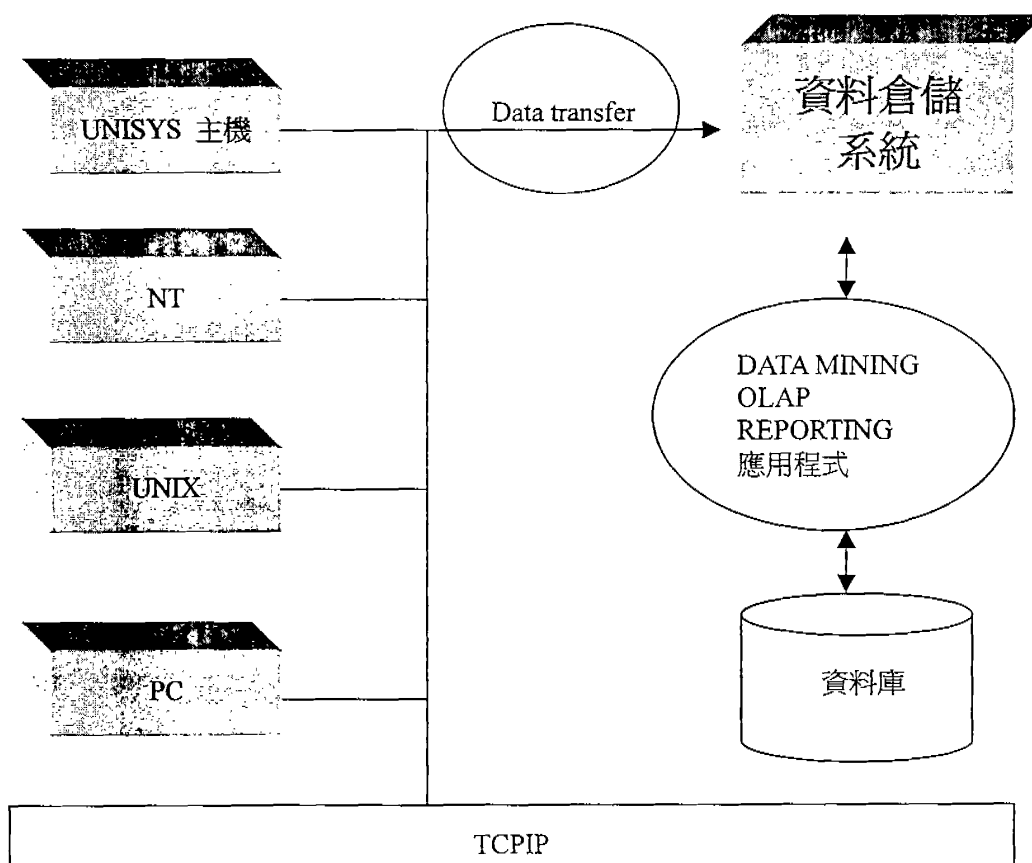 UNISYS 主機
Data transfer
資料倉儲
系統
NT
DATA MINING
OLAP
REPORTING
應用程式
UNIX
PC
資料庫
TCPIP